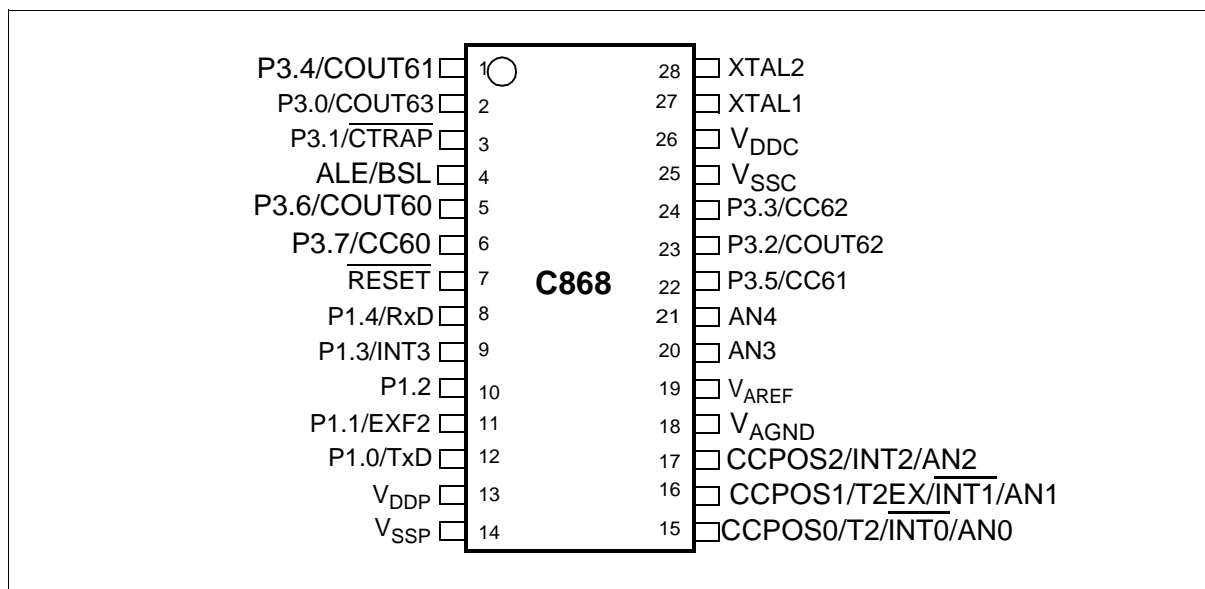 P3.4/COUT61 1 28 XTAL2
P3.0/COUT63 2 27 XTAL1
P3.1/C̅T̅R̅A̅P̅ 3 26 VDDC
ALE/BSL 4 25 VSSC
P3.6/COUT60 5 24 P3.3/CC62
P3.7/CC60 6 23 P3.2/COUT62
R̅E̅S̅E̅T̅ 7 C868 22 P3.5/CC61
P1.4/RxD 8 21 AN4
P1.3/INT3 9 20 AN3
P1.2 10 19 VAREF
P1.1/EXF2 11 18 VAGND
P1.0/TxD 12 17 CCPOS2/INT2/AN2
VDDP 13 16 CCPOS1/T2EX/I̅N̅T̅1̅/AN1
VSSP 14 15 CCPOS0/T2/I̅N̅T̅0̅/AN0